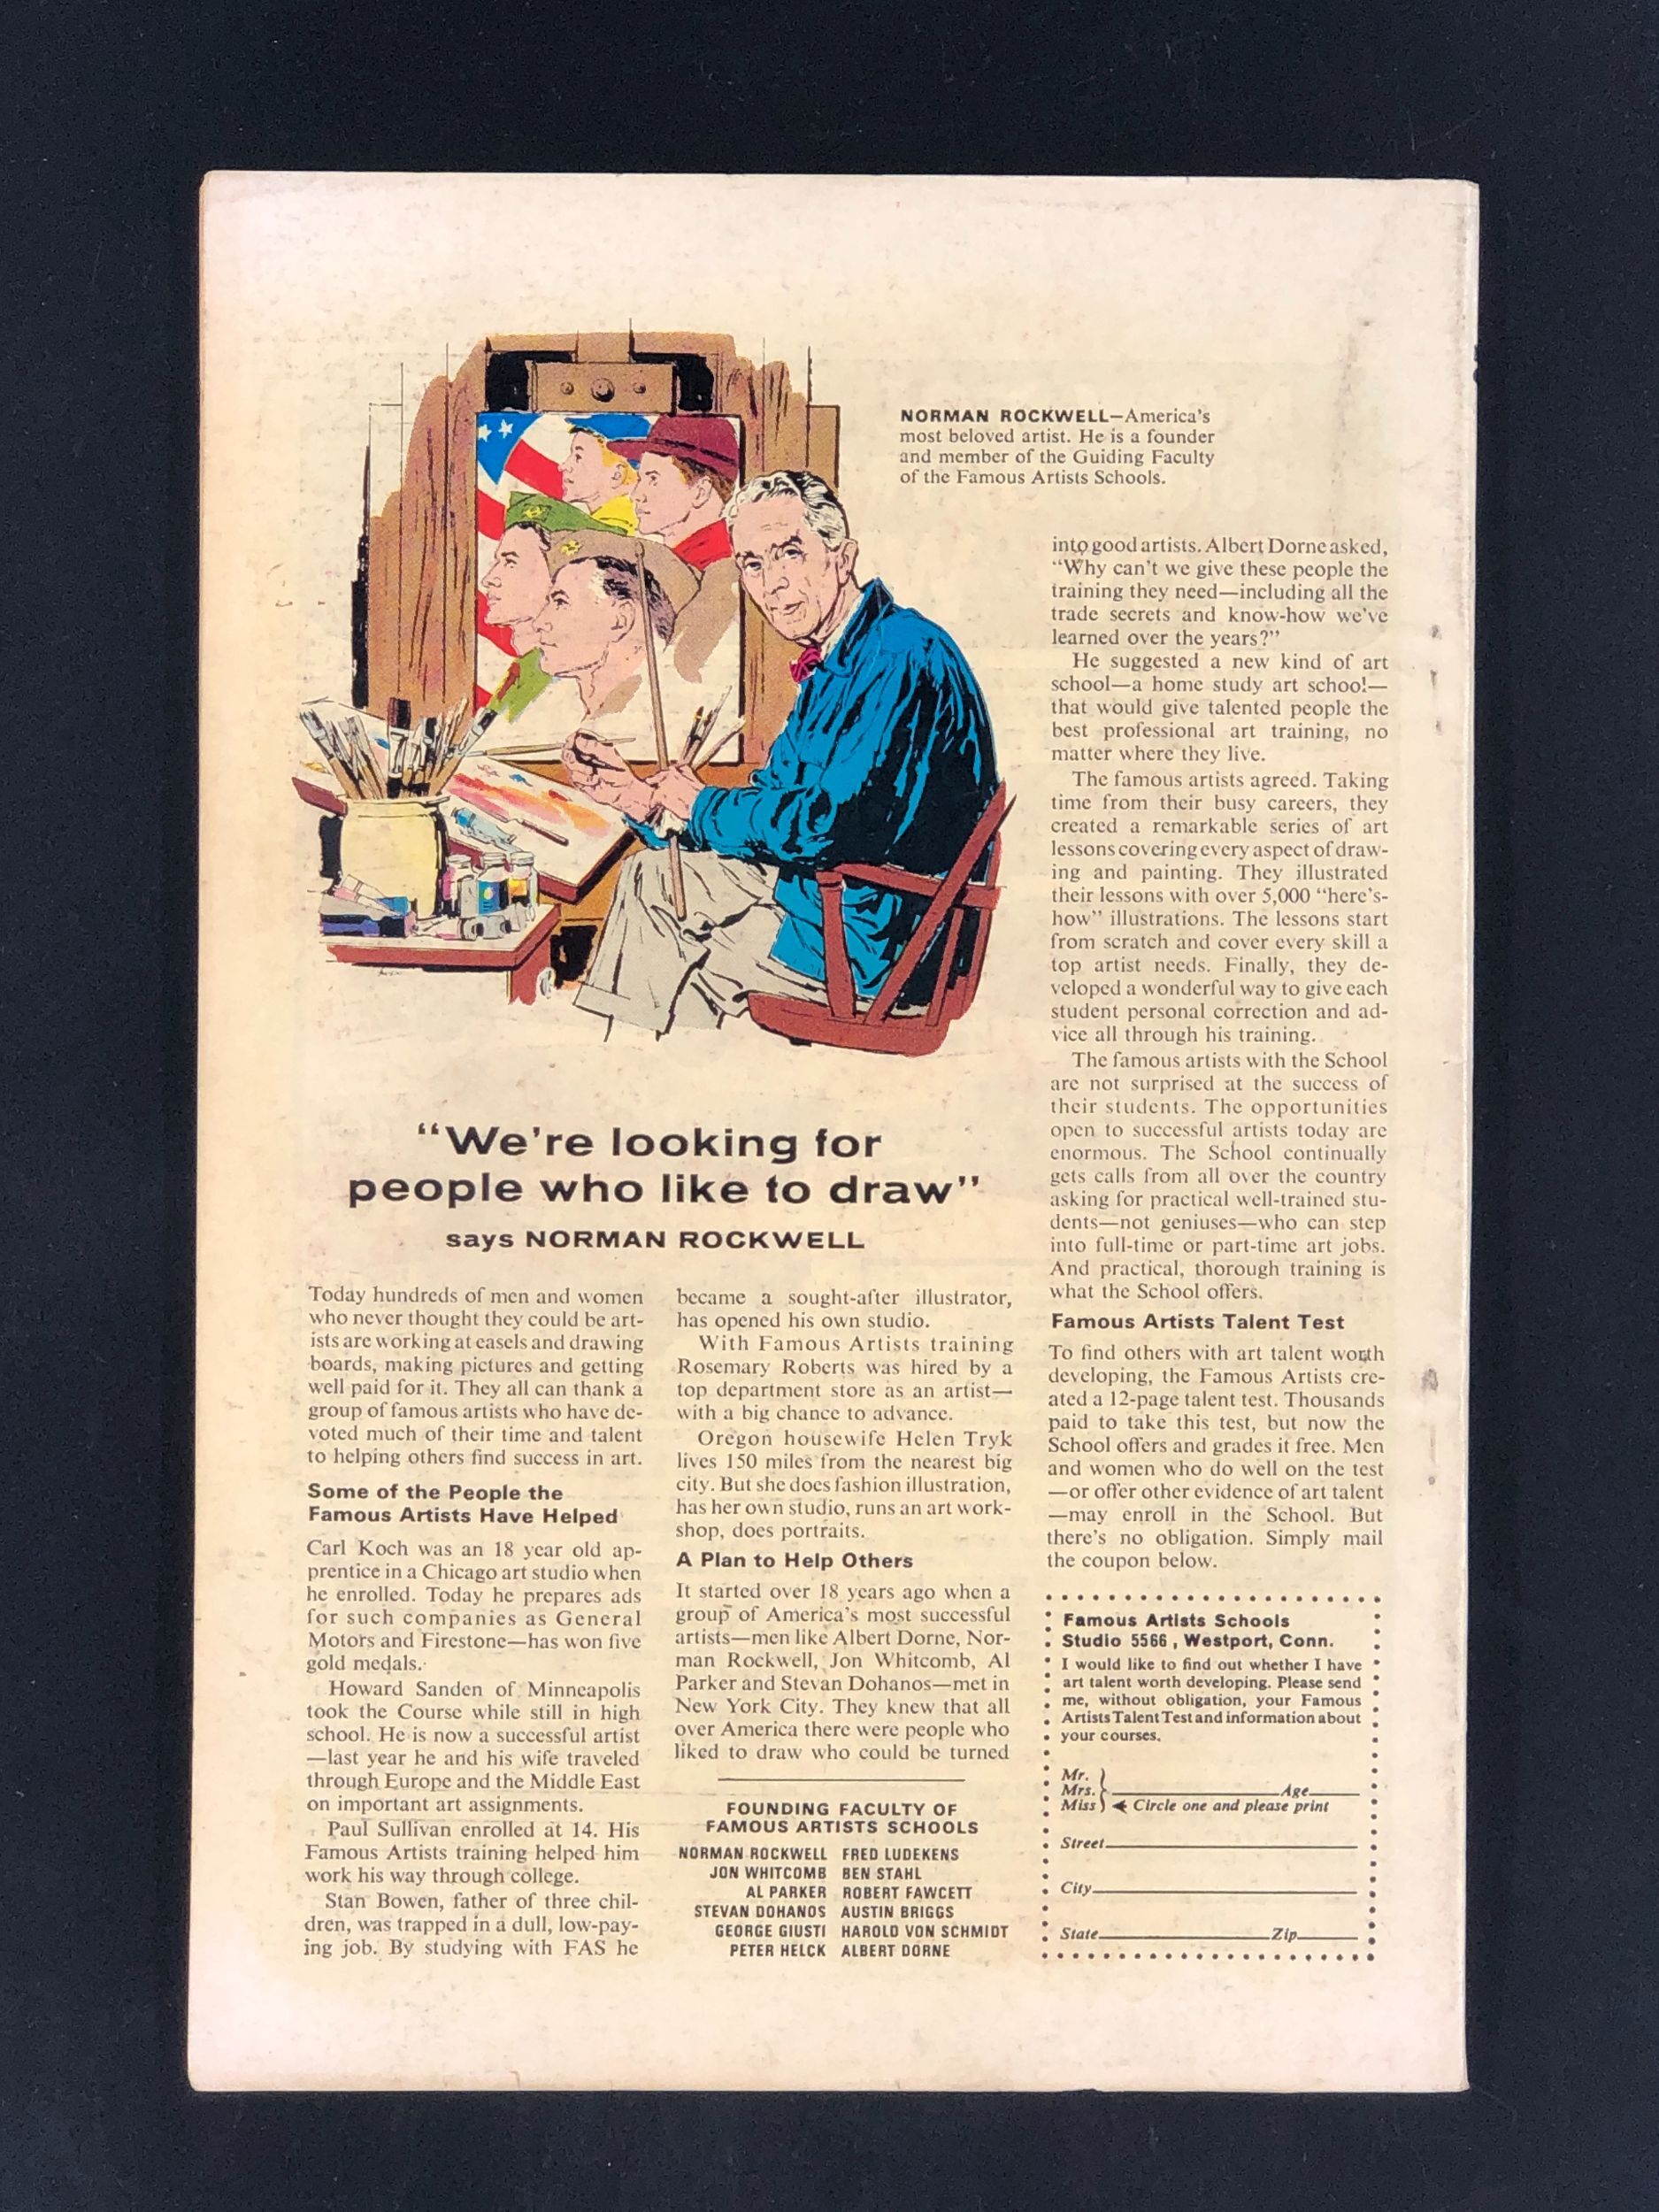 NORMAN ROCKWELL—America's
most beloved artist. He is a founder
and member of the Guiding Faculty
of the Famous Artists Schools.
"We're looking for
people who like to draw"
says NORMAN ROCKWELL
Today hundreds of men and women
who never thought they could be art-
ists are working at easels and drawing
boards, making pictures and getting
well paid for it. They all can thank a
group of famous artists who have de-
voted much of their time and talent
to helping others find success in art.
Some of the People the
Famous Artists Have Helped
Carl Koch was an 18 year old ap-
prentice in a Chicago art studio when
he enrolled. Today he prepares ads
for such companies as General
Motors and Firestone—has won five
gold medals.
Howard Sanden of Minneapolis
took the Course while still in high
school. He is now a successful artist
—last year he and his wife traveled
through Europe and the Middle East
on important art assignments.
Paul Sullivan enrolled at 14. His
Famous Artists training helped him
work his way through college.
Stan Bowen, father of three chil-
dren, was trapped in a dull, low-pay-
ing job. By studying with FAS he
became a sought-after illustrator,
has opened his own studio.
With Famous Artists training
Rosemary Roberts was hired by a
top department store as an artist—
with a big chance to advance.
Oregon housewife Helen Tryk
lives 150 miles from the nearest big
city. But she does fashion illustration,
has her own studio, runs an art work-
shop, does portraits.
A Plan to Help Others
It started over 18 years ago when a
group of America's most successful
artists—men like Albert Dorne, Nor-
man Rockwell, Jon Whitcomb, Al
Parker and Stevan Dohanos—met in
New York City. They knew that all
over America there were people who
liked to draw who could be turned
FOUNDING FACULTY OF
FAMOUS ARTISTS SCHOOLS
NORMAN ROCKWELL FRED LUDEKENS
JON WHITCOMB BEN STAHL
AL PARKER ROBERT FAWCETT
STEVAN DOHANOS AUSTIN BRIGGS
GEORGE GIUSTI HAROLD VON SCHMIDT
PETER HELCK ALBERT DORNE
into good artists. Albert Dorne asked,
"Why can't we give these people the
training they need—including all the
trade secrets and know-how we've
learned over the years?"
He suggested a new kind of art
school—a home study art school—
that would give talented people the
best professional art training, no
matter where they live.
The famous artists agreed. Taking
time from their busy careers, they
created a remarkable series of art
lessons covering every aspect of draw-
ing and painting. They illustrated
their lessons with over 5,000 "here's-
how" illustrations. The lessons start
from scratch and cover every skill a
top artist needs. Finally, they de-
veloped a wonderful way to give each
student personal correction and ad-
vice all through his training.
The famous artists with the School
are not surprised at the success of
their students. The opportunities
open to successful artists today are
enormous. The School continually
gets calls from all over the country
asking for practical well-trained stu-
dents—not geniuses—who can step
into full-time or part-time art jobs.
And practical, thorough training is
what the School offers.
Famous Artists Talent Test
To find others with art talent worth
developing, the Famous Artists cre-
ated a 12-page talent test. Thousands
paid to take this test, but now the
School offers and grades it free. Men
and women who do well on the test
—or offer other evidence of art talent
—may enroll in the School. But
there's no obligation. Simply mail
the coupon below.
Famous Artists Schools
Studio 5566, Westport, Conn.
I would like to find out whether I have
art talent worth developing. Please send
me, without obligation, your Famous
Artists Talent Test and information about
your courses.
Mr.
Mrs. Age
Miss Circle one and please print
Street
City
State Zip